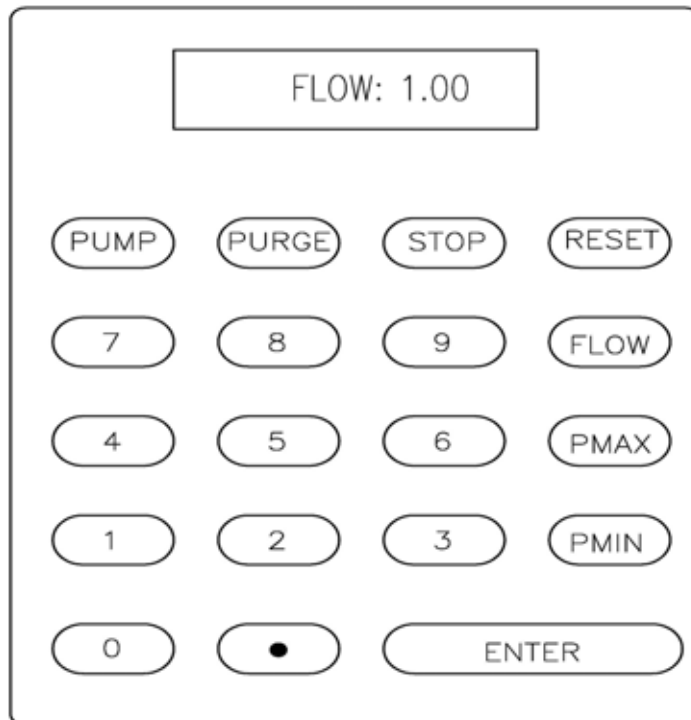 FLOW: 1.00
PUMP PURGE STOP RESET
7 8 9 FLOW
4 5 6 PMAX
1 2 3 PMIN
0 • ENTER